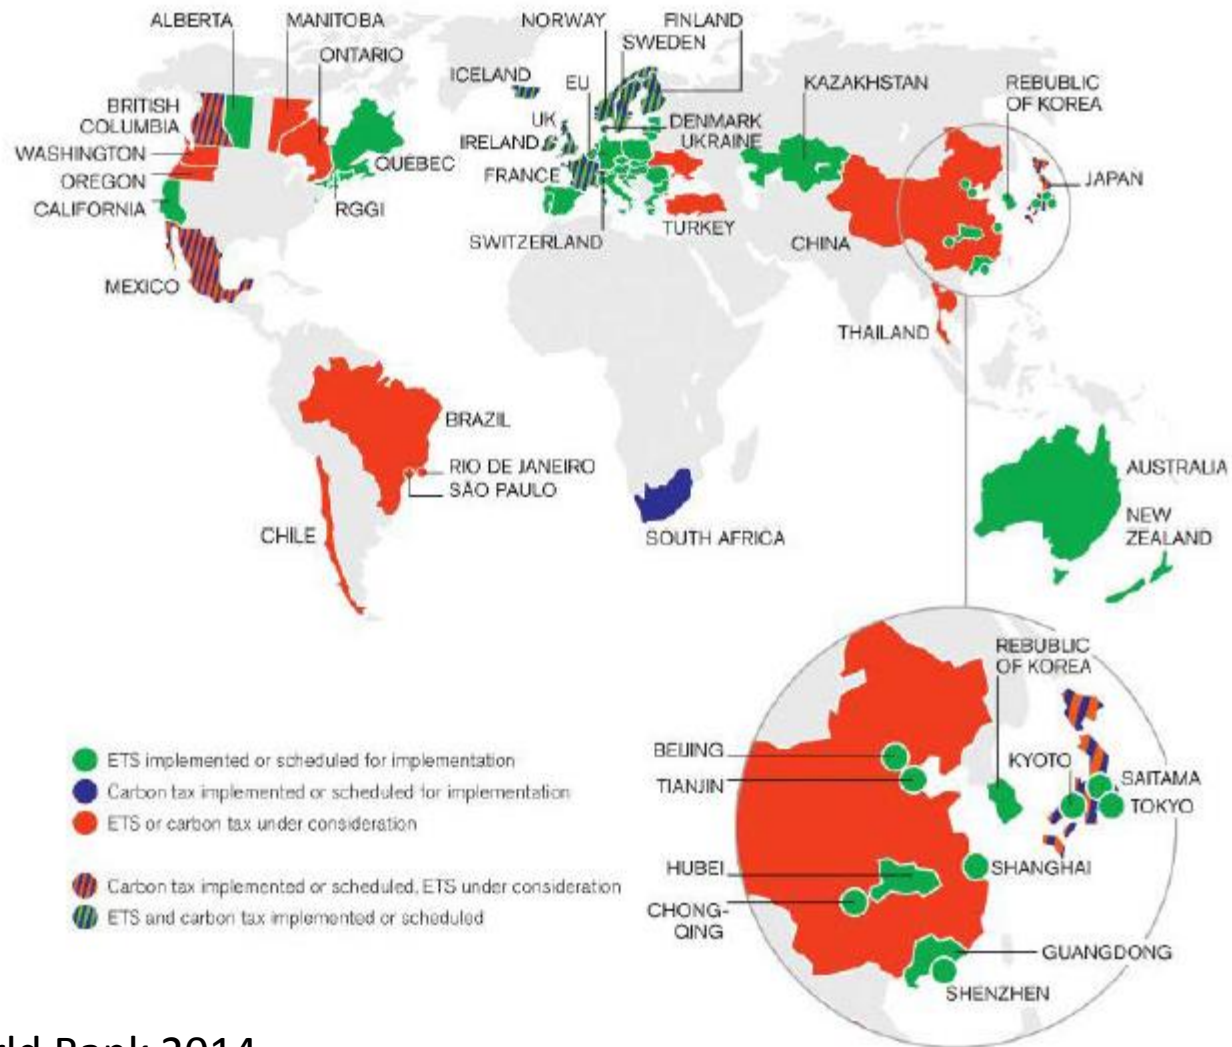 ALBERTA
MANITOBA
ONTARIO
NORWAY
FINLAND
SWEDEN
ICELAND
EU
KAZAKHSTAN
REBUBLIC
OF KOREA
BRITISH
COLUMBIA
UK
DENMARK
UKRAINE
IRELAND
WASHINGTON
QUÉBEC
FRANCE
OREGON
JAPAN
CALIFORNIA
RGGI
TURKEY
SWITZERLAND
CHINA
MEXICO
THAILAND
BRAZIL
RIO DE JANEIRO
SÃO PAULO
AUSTRALIA
CHILE
SOUTH AFRICA
NEW
ZEALAND
REBUBLIC
OF KOREA
BEIJING
TIANJIN
KYOTO
SAITAMA
TOKYO
HUBEI
SHANGHAI
CHONG-
QING
GUANGDONG
SHENZHEN
ETS implemented or scheduled for implementation
Carbon tax implemented or scheduled for implementation
ETS or carbon tax under consideration
Carbon tax implemented or scheduled, ETS under consideration
ETS and carbon tax implemented or scheduled
Bank 2014